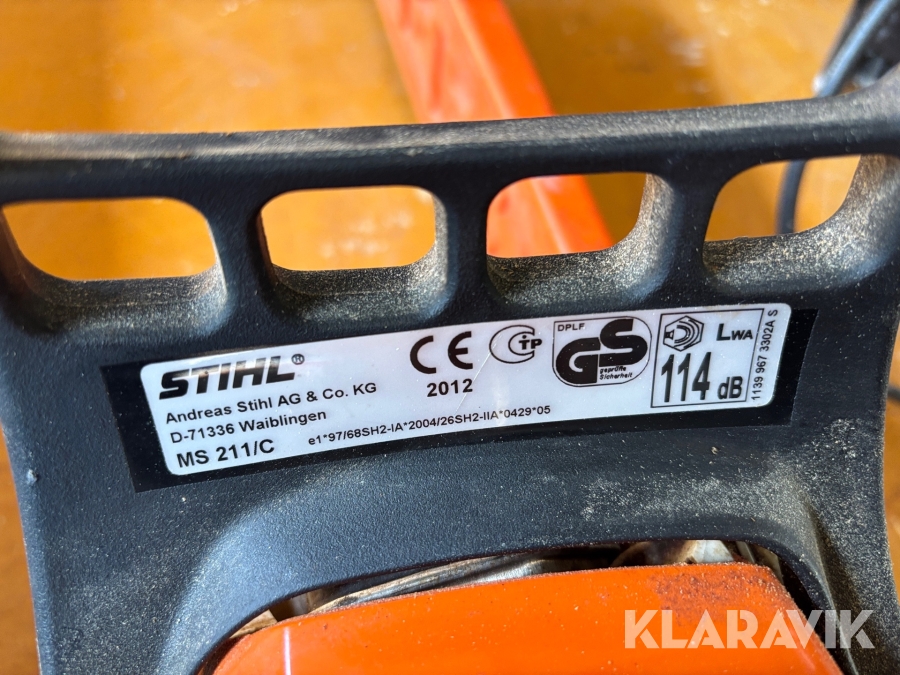 STIHL®
Andreas Stihl AG & Co. KG
D-71336 Waiblingen
MS 211/C
e1*97/68SH2-IA*2004/26SH2-IIA*0429*05
CE
2012
DPLF
GS
geprüfte
Sicherheit
LWA
114 dB
1139 967 3302A S
KLARAVIK